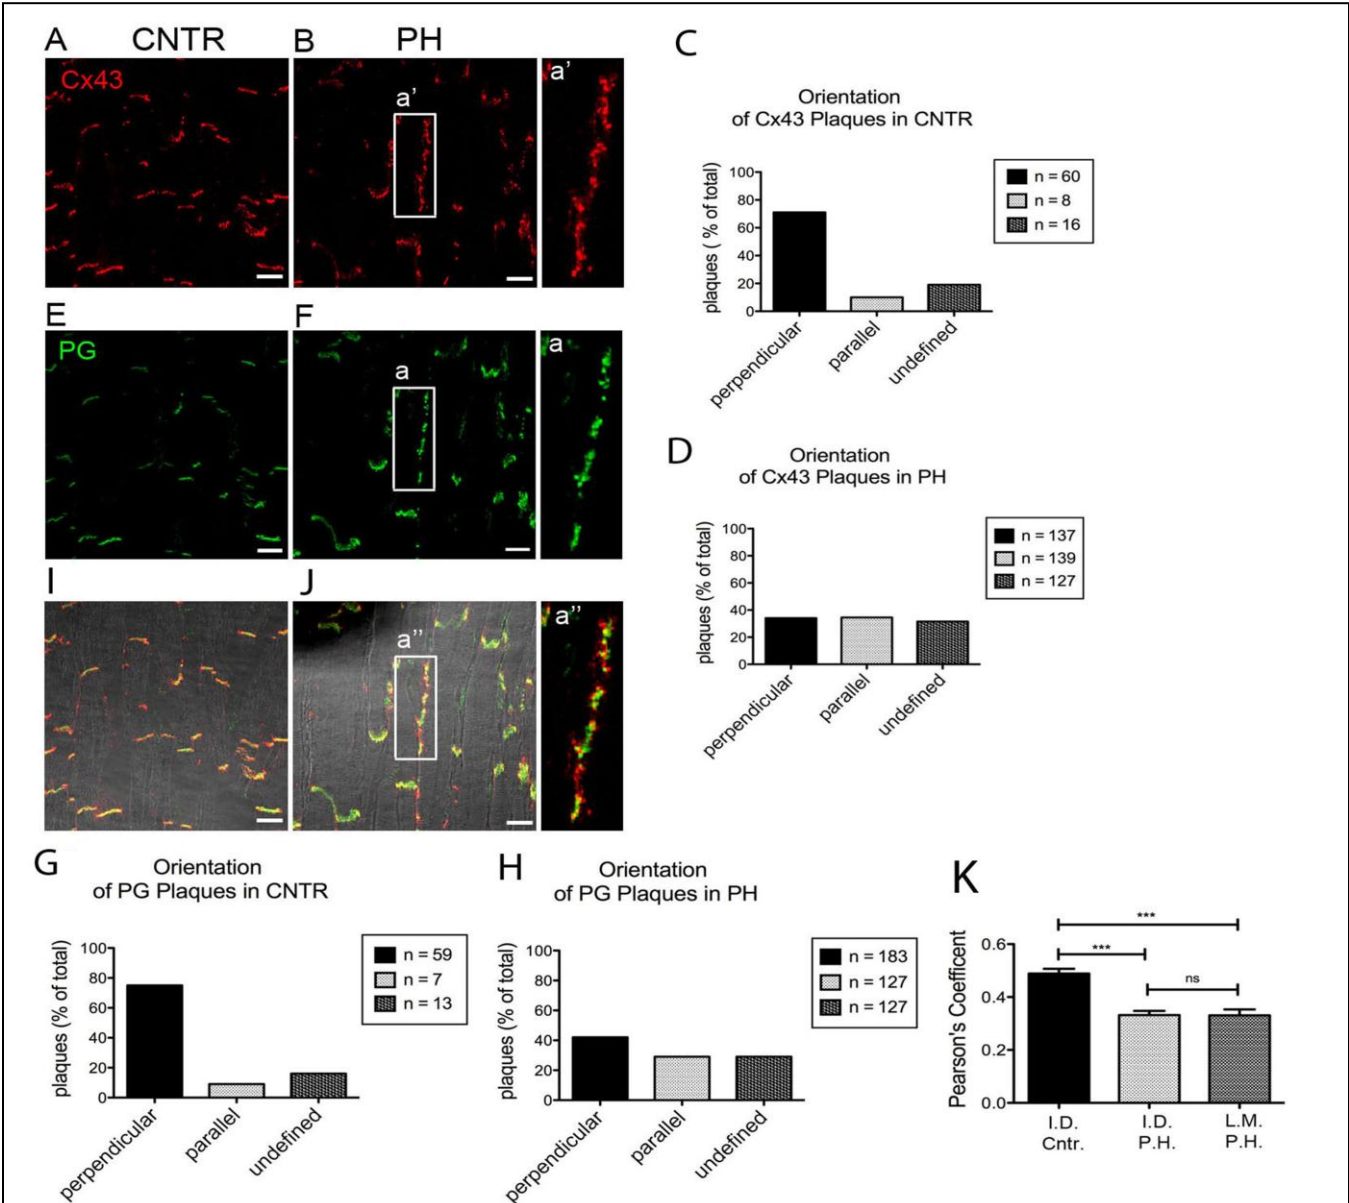 A CNTR B PH
Cx43
a’
a’
C
Orientation
of Cx43 Plaques in CNTR
plaques ( % of total)
100
80
60
40
20
0
perpendicular
parallel
undefined
n = 60
n = 8
n = 16
E
F
PG
a
a
D
Orientation
of Cx43 Plaques in PH
plaques (% of total)
100
80
60
40
20
0
perpendicular
parallel
undefined
n = 137
n = 139
n = 127
I
J
a’’
a’’
G
Orientation
of PG Plaques in CNTR
plaques (% of total)
100
80
60
40
20
0
perpendicular
parallel
undefined
n = 59
n = 7
n = 13
H
Orientation
of PG Plaques in PH
plaques (% of total)
100
80
60
40
20
0
perpendicular
parallel
undefined
n = 183
n = 127
n = 127
K
Pearson's Coefficent
0.6
0.4
0.2
0.0
***
***
ns
I.D.
Cntr.
I.D.
P.H.
L.M.
P.H.